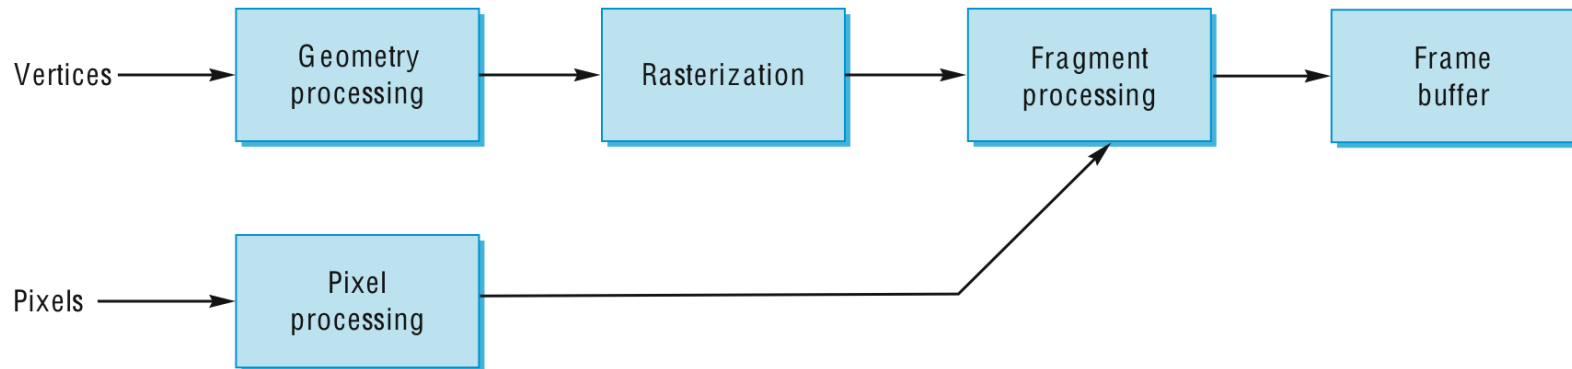 Vertices
Geometry
processing
Rasterization
Fragment
processing
Frame
buffer
Pixels
Pixel
processing